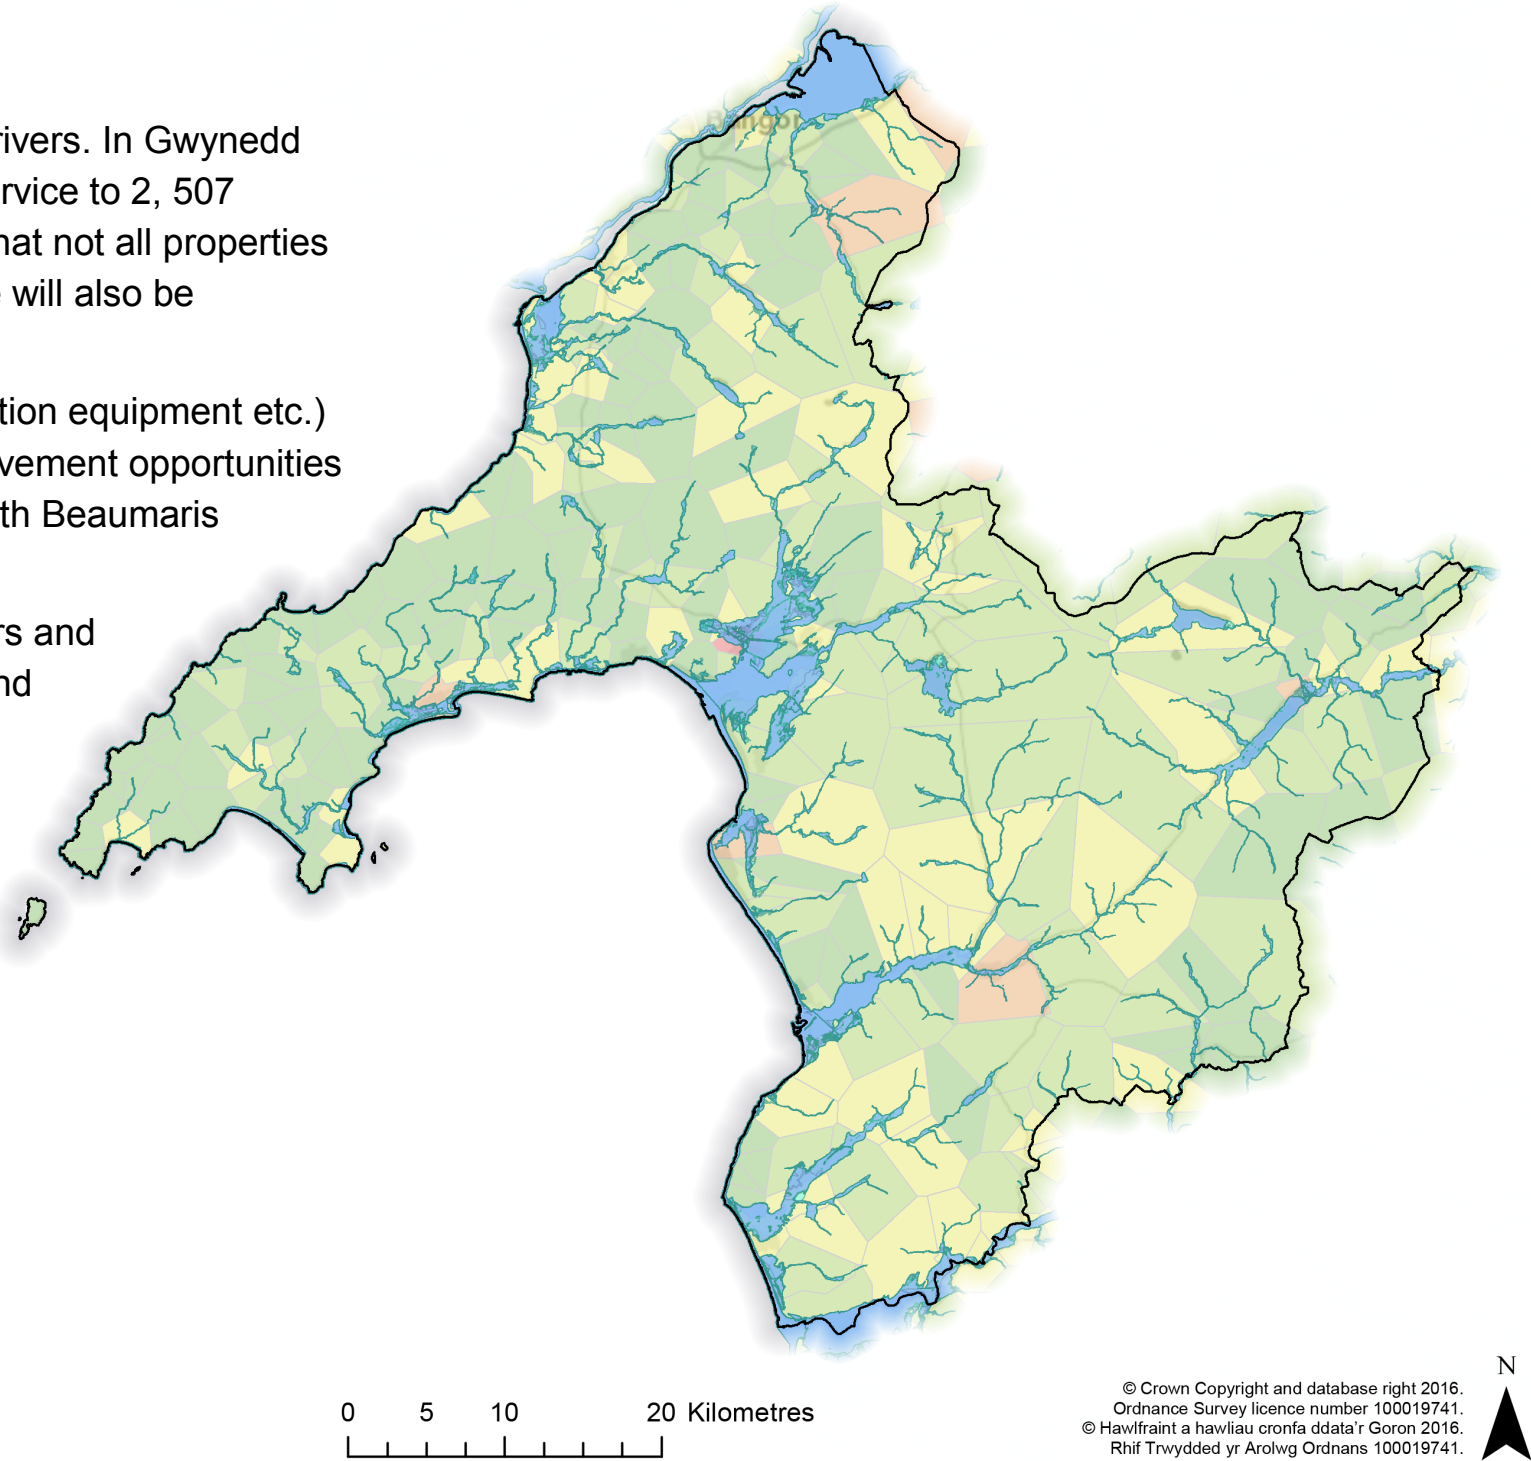 rivers. In Gwynedd
rvice to 2, 507
hat not all properties
will also be
tion equipment etc.)
vement opportunities
th Beaumaris
rs and
nd
Bangor
0 5 10 20 Kilometres
© Crown Copyright and database right 2016.
Ordnance Survey licence number 100019741.
© Hawlfraint a hawliau cronfa ddata’r Goron 2016.
Rhif Trwydded yr Arolwg Ordnans 100019741.
N